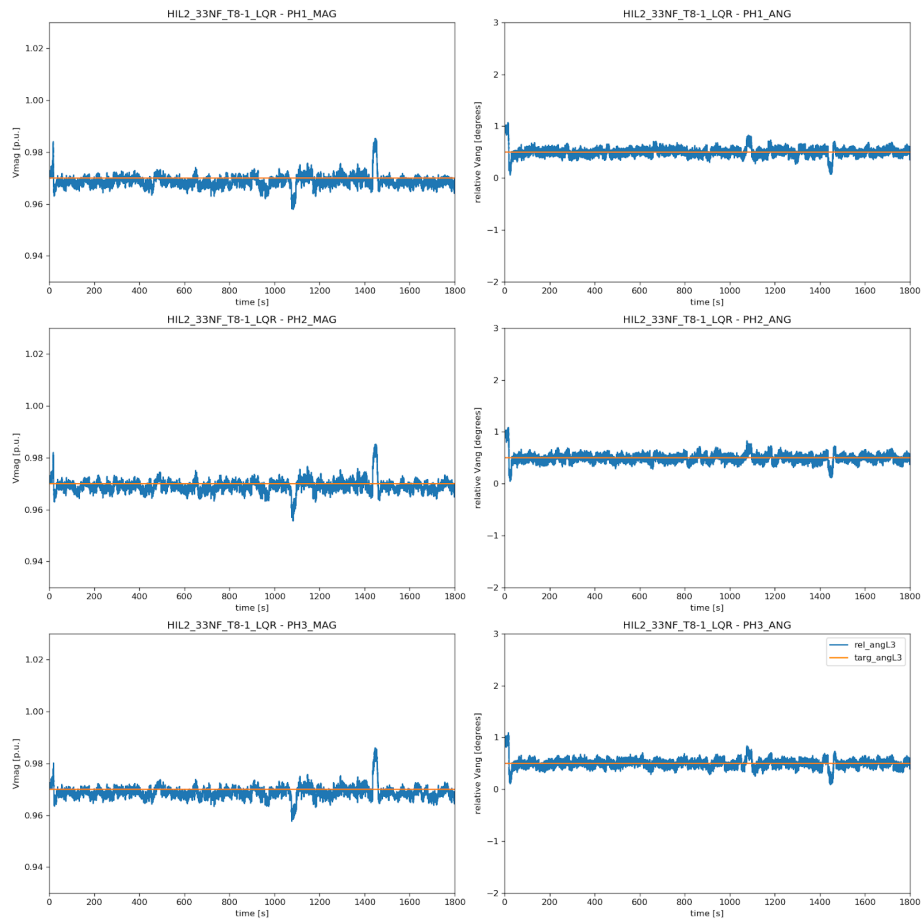 HIL2_33NF_T8-1_LQR - PH1_MAG
Vmag [p.u.]
1.02
1.00
0.98
0.96
0.94
0 200 400 600 800 1000 1200 1400 1600 1800
time [s]
HIL2_33NF_T8-1_LQR - PH1_ANG
relative Vang [degrees]
3
2
1
0
−1
−2
0 200 400 600 800 1000 1200 1400 1600 1800
time [s]
HIL2_33NF_T8-1_LQR - PH2_MAG
Vmag [p.u.]
1.02
1.00
0.98
0.96
0.94
0 200 400 600 800 1000 1200 1400 1600 1800
time [s]
HIL2_33NF_T8-1_LQR - PH2_ANG
relative Vang [degrees]
3
2
1
0
−1
−2
0 200 400 600 800 1000 1200 1400 1600 1800
time [s]
HIL2_33NF_T8-1_LQR - PH3_MAG
Vmag [p.u.]
1.02
1.00
0.98
0.96
0.94
0 200 400 600 800 1000 1200 1400 1600 1800
time [s]
HIL2_33NF_T8-1_LQR - PH3_ANG
relative Vang [degrees]
3
2
1
0
−1
−2
0 200 400 600 800 1000 1200 1400 1600 1800
time [s]
rel_angL3
targ_angL3